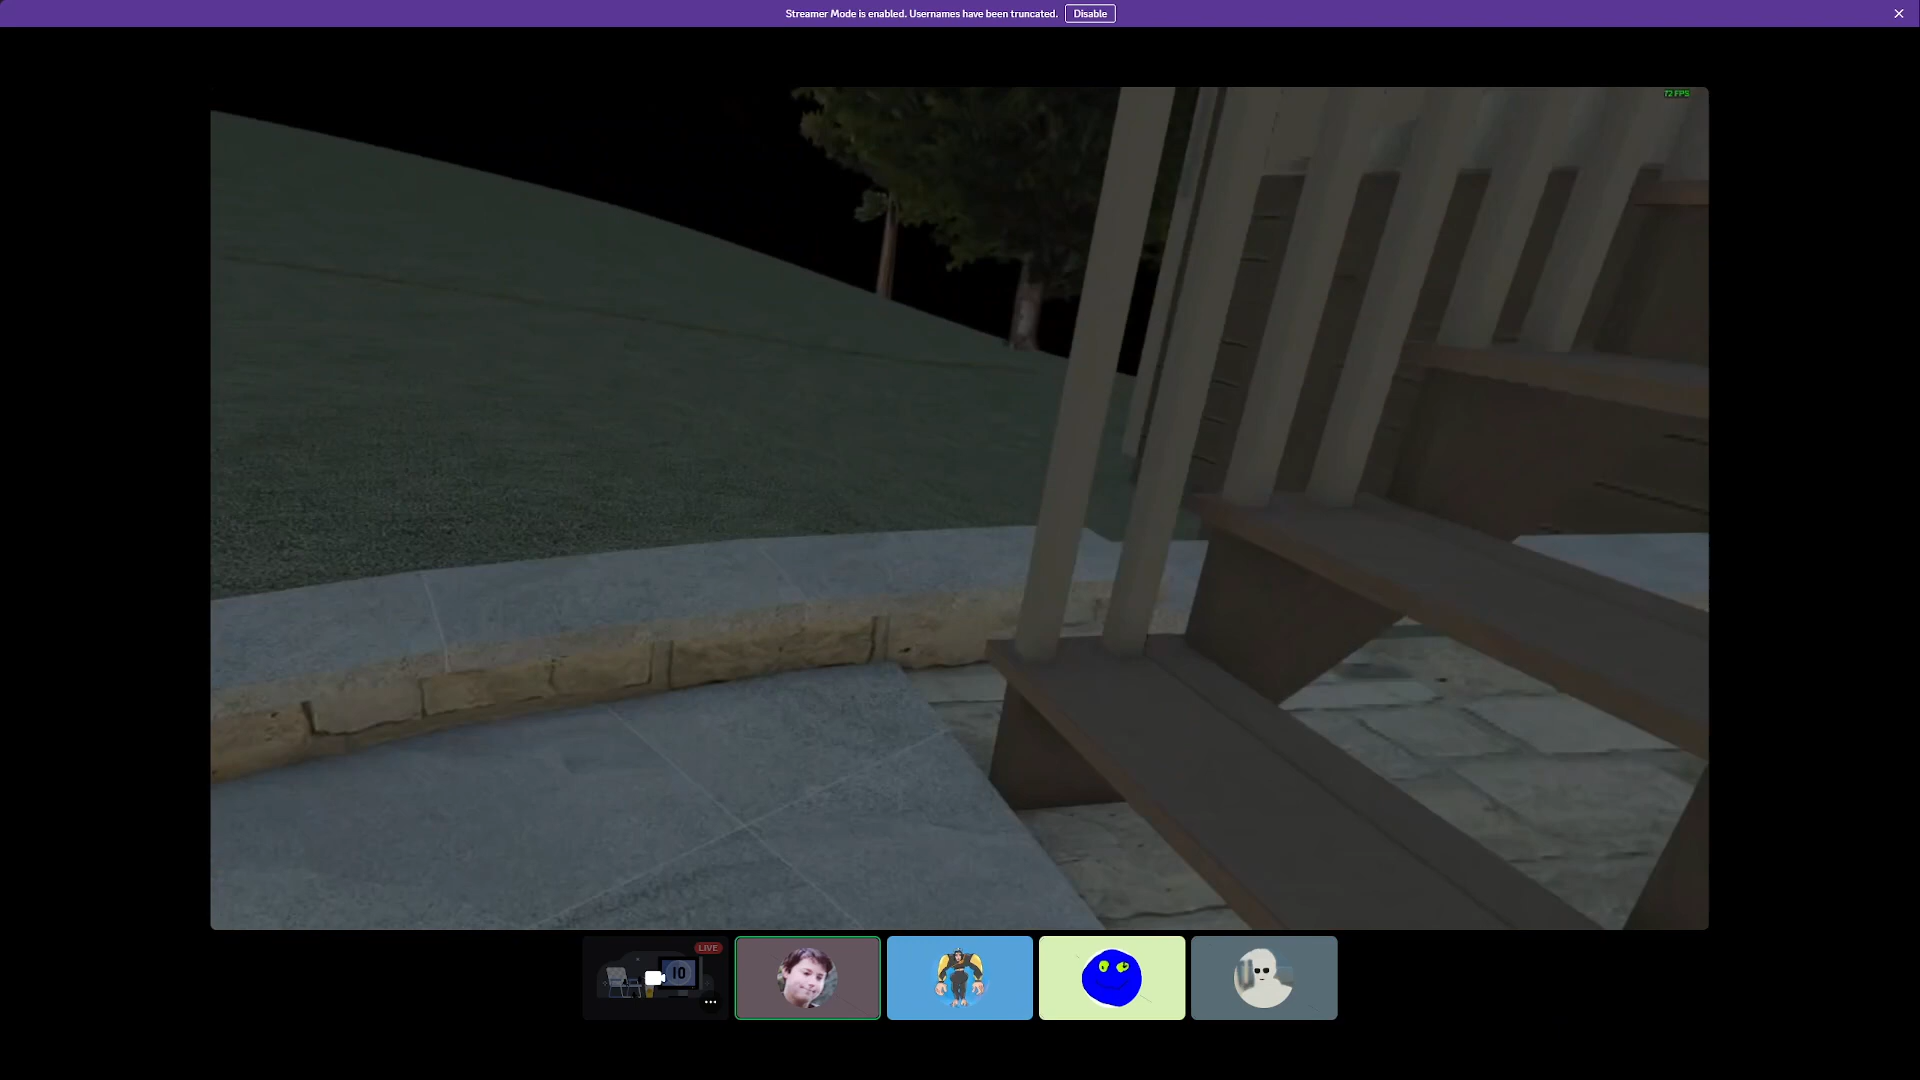 Streamer Mode is enabled. Usernames have been truncated. Disable
72 FPS
LIVE
10